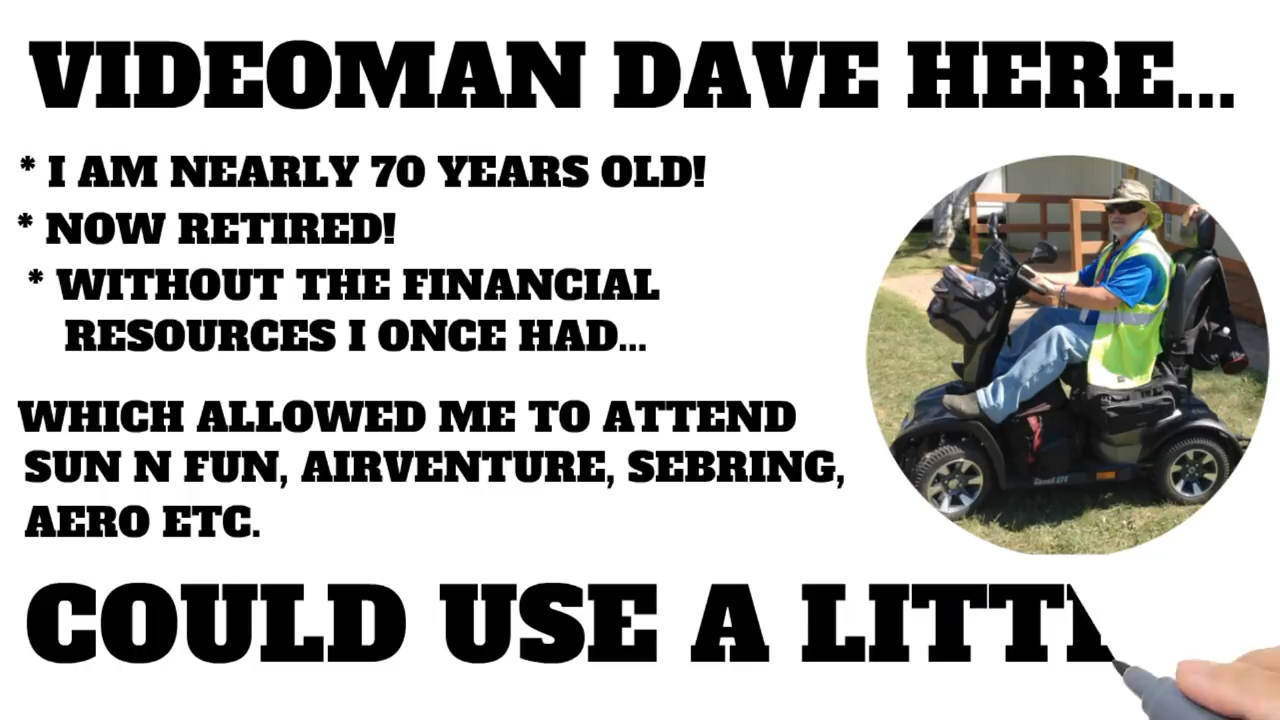 VIDEOMAN DAVE HERE...
* I AM NEARLY 70 YEARS OLD!
* NOW RETIRED!
* WITHOUT THE FINANCIAL
RESOURCES I ONCE HAD...
WHICH ALLOWED ME TO ATTEND
SUN N FUN, AIRVENTURE, SEBRING,
AERO ETC.
COULD USE A LITT